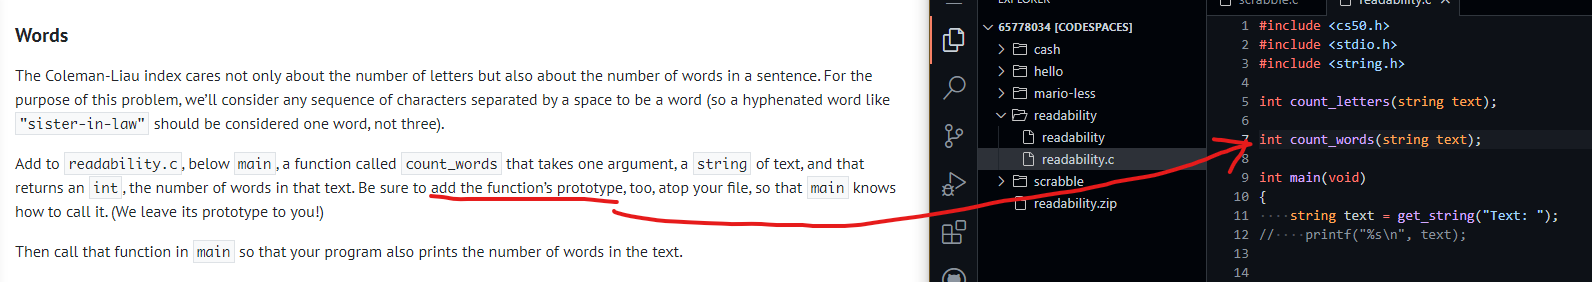 Words
The Coleman-Liau index cares not only about the number of letters but also about the number of words in a sentence. For the
purpose of this problem, we'll consider any sequence of characters separated by a space to be a word (so a hyphenated word like
"sister-in-law" should be considered one word, not three).
Add to readability.c, below main, a function called count_words that takes one argument, a string of text, and that
returns an int, the number of words in that text. Be sure to add the function's prototype, too, atop your file, so that main knows
how to call it. (We leave its prototype to you!)
Then call that function in main so that your program also prints the number of words in the text.
EXPLORER
65778034 [CODESPACES]
cash
hello
mario-less
readability
readability
readability.c
scrabble
readability.zip
scrabble.c
readability.c
1 #include <cs50.h>
2 #include <stdio.h>
3 #include <string.h>
4
5 int count_letters(string text);
6
7 int count_words(string text);
8
9 int main(void)
10 {
11 ····string text = get_string("Text: ");
12 //····printf("%s\n", text);
13
14